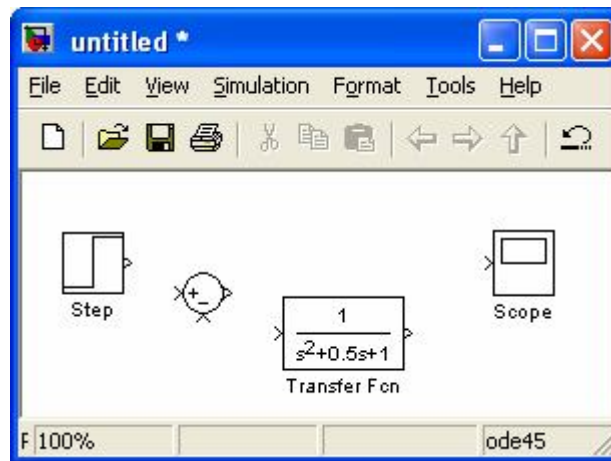 untitled *
File Edit View Simulation Format Tools Help
+
-
Step
Scope
1
s²+0.5s+1
Transfer Fcn
F 100% ode45